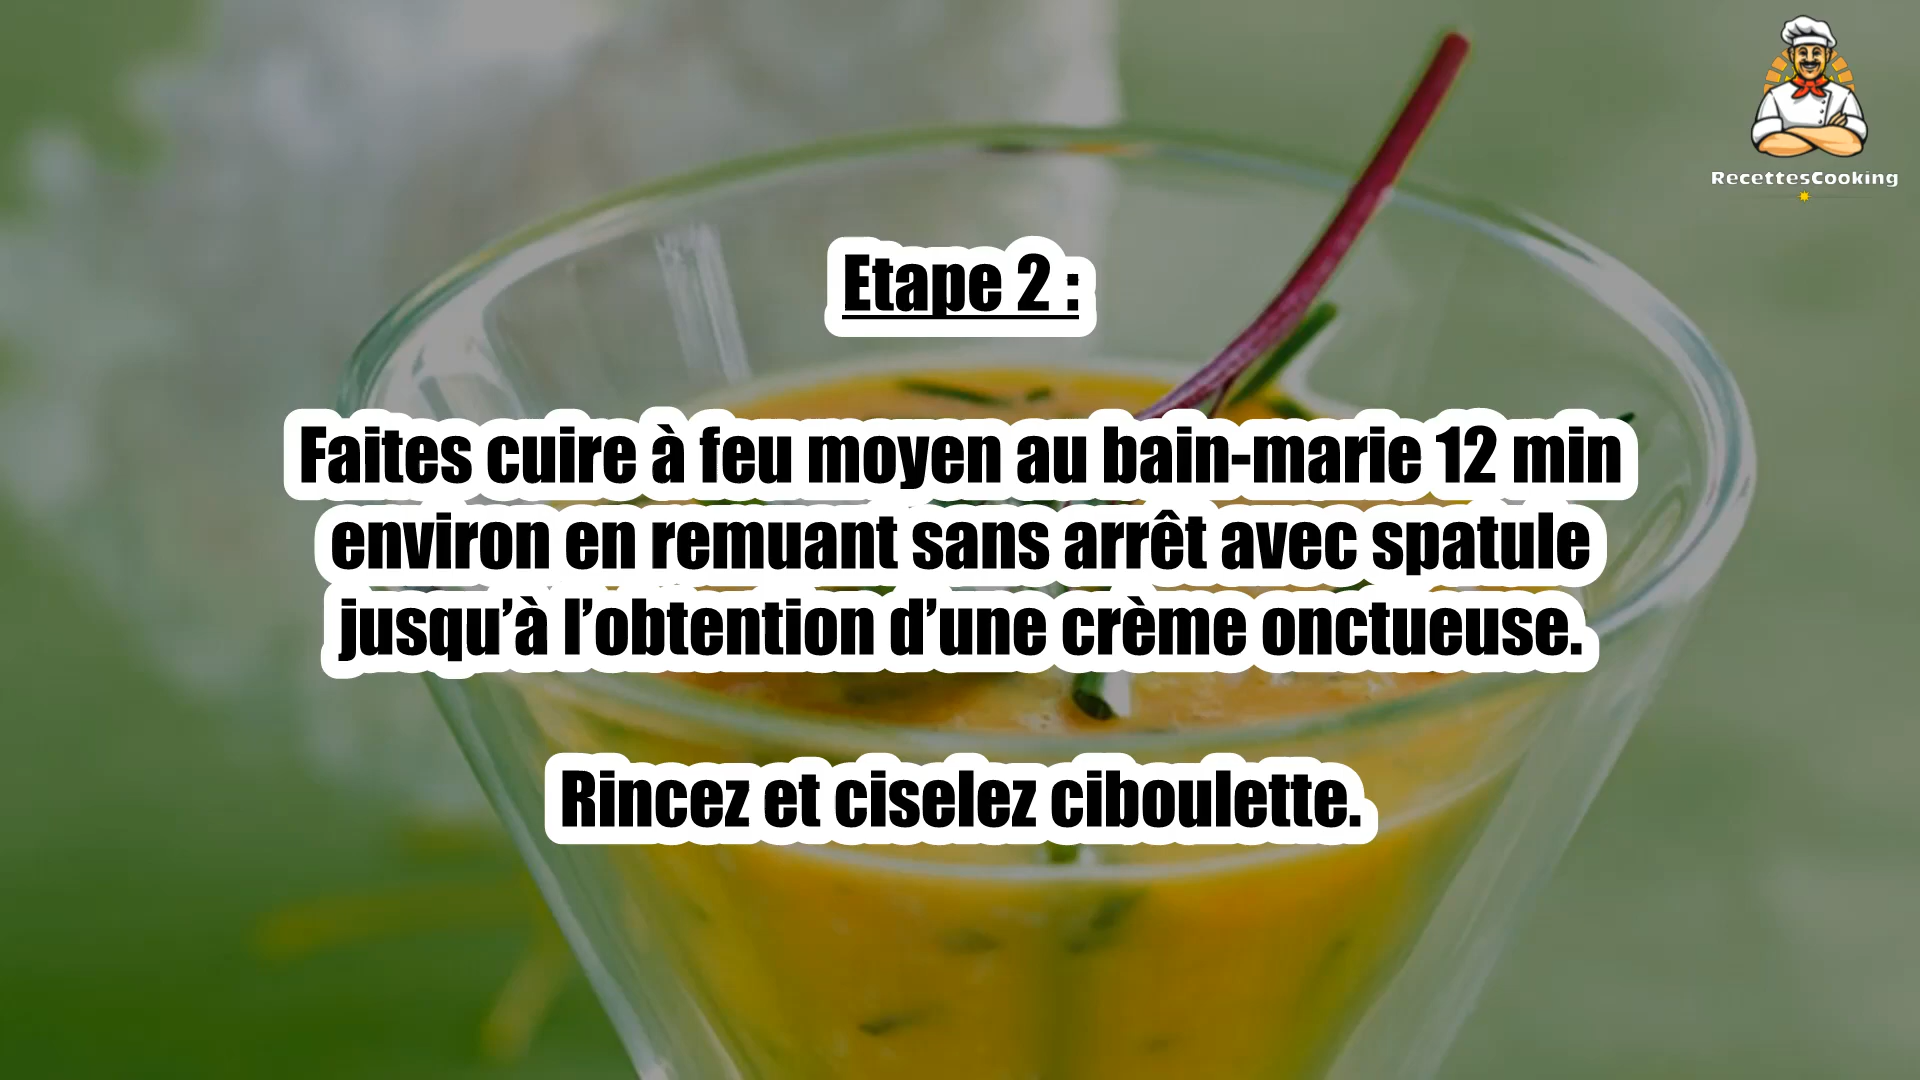 RecettesCooking
Etape 2 :
Faites cuire à feu moyen au bain-marie 12 min
environ en remuant sans arrêt avec spatule
jusqu’à l’obtention d’une crème onctueuse.
Rincez et ciselez ciboulette.